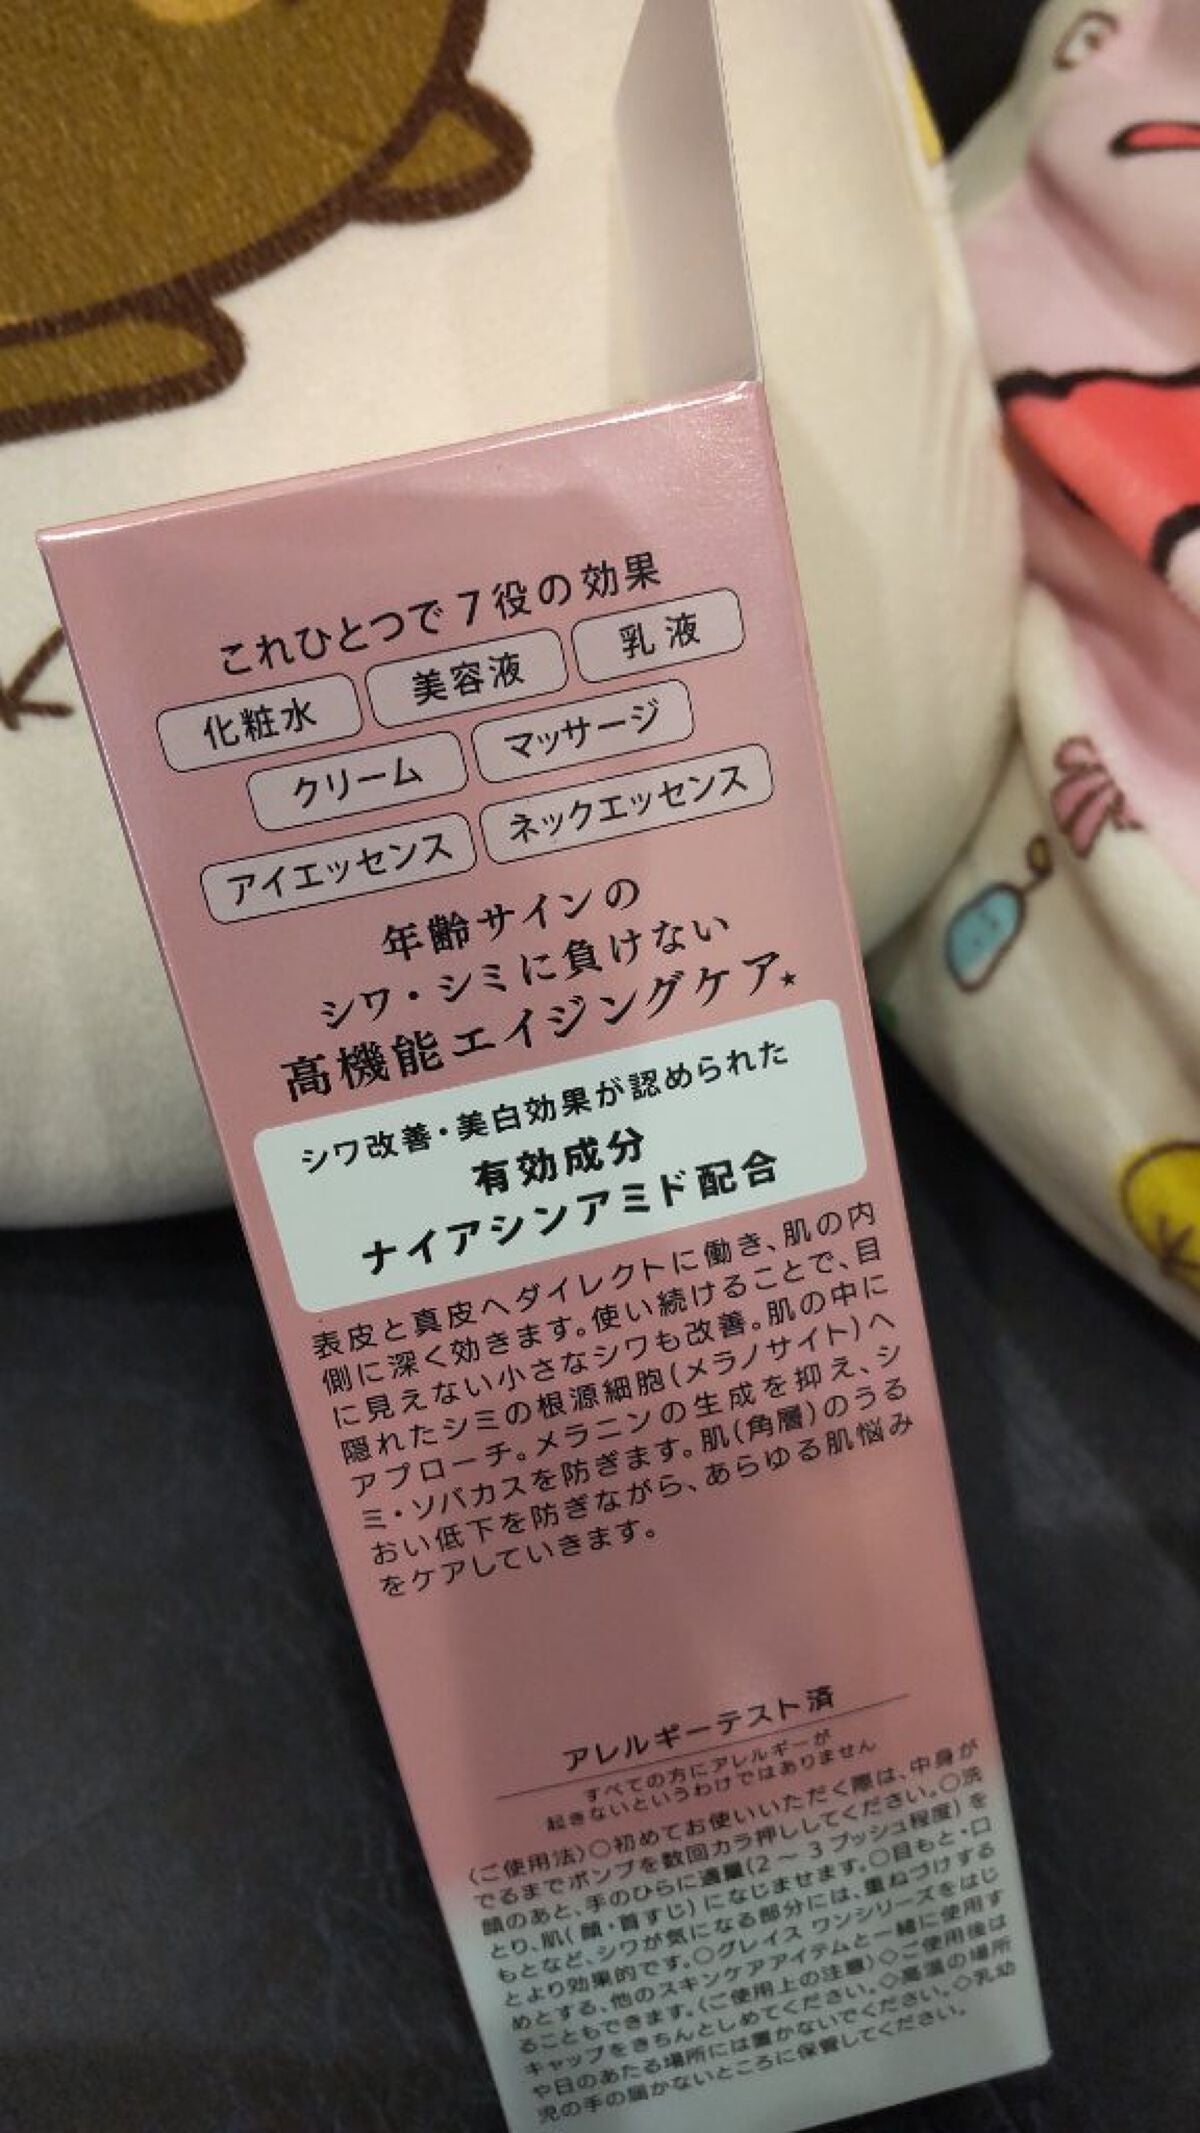 これひとつで7役の効果
化粧水 美容液 乳液
クリーム マッサージ
アイエッセンス ネックエッセンス
年齢サインの
シワ・シミに負けない
高機能エイジングケア★
シワ改善・美白効果が認められた
有効成分
ナイアシンアミド配合
表皮と真皮へダイレクトに働き、肌の内
側に深く効きます。使い続けることで、目
に見えない小さなシワも改善。肌の中に
隠れたシミの根源細胞(メラノサイト)へ
アプローチ。メラニンの生成を抑え、シ
ミ・ソバカスを防ぎます。肌(角層)のうる
おい低下を防ぎながら、あらゆる肌悩み
をケアしていきます。
アレルギーテスト済
すべての方にアレルギーが
起きないというわけではありません
〈ご使用法〉○初めてお使いいただく際は、中身が
でるまでポンプを数回カラ押ししてください。○洗
顔のあと、手のひらに適量(2～3プッシュ程度)を
とり、肌(顔・首すじ)になじませます。○目もと・口
もとなど、シワが気になる部分には、重ねづけする
とより効果的です。○グレイス ワンシリーズをはじ
めとする、他のスキンケアアイテムと一緒に使用す
ることもできます。〈ご使用上の注意〉◇ご使用後は
キャップをきちんとしめてください。◇高温の場所
や日のあたる場所には置かないでください。◇乳幼
児の手の届かないところに保管してください。
K